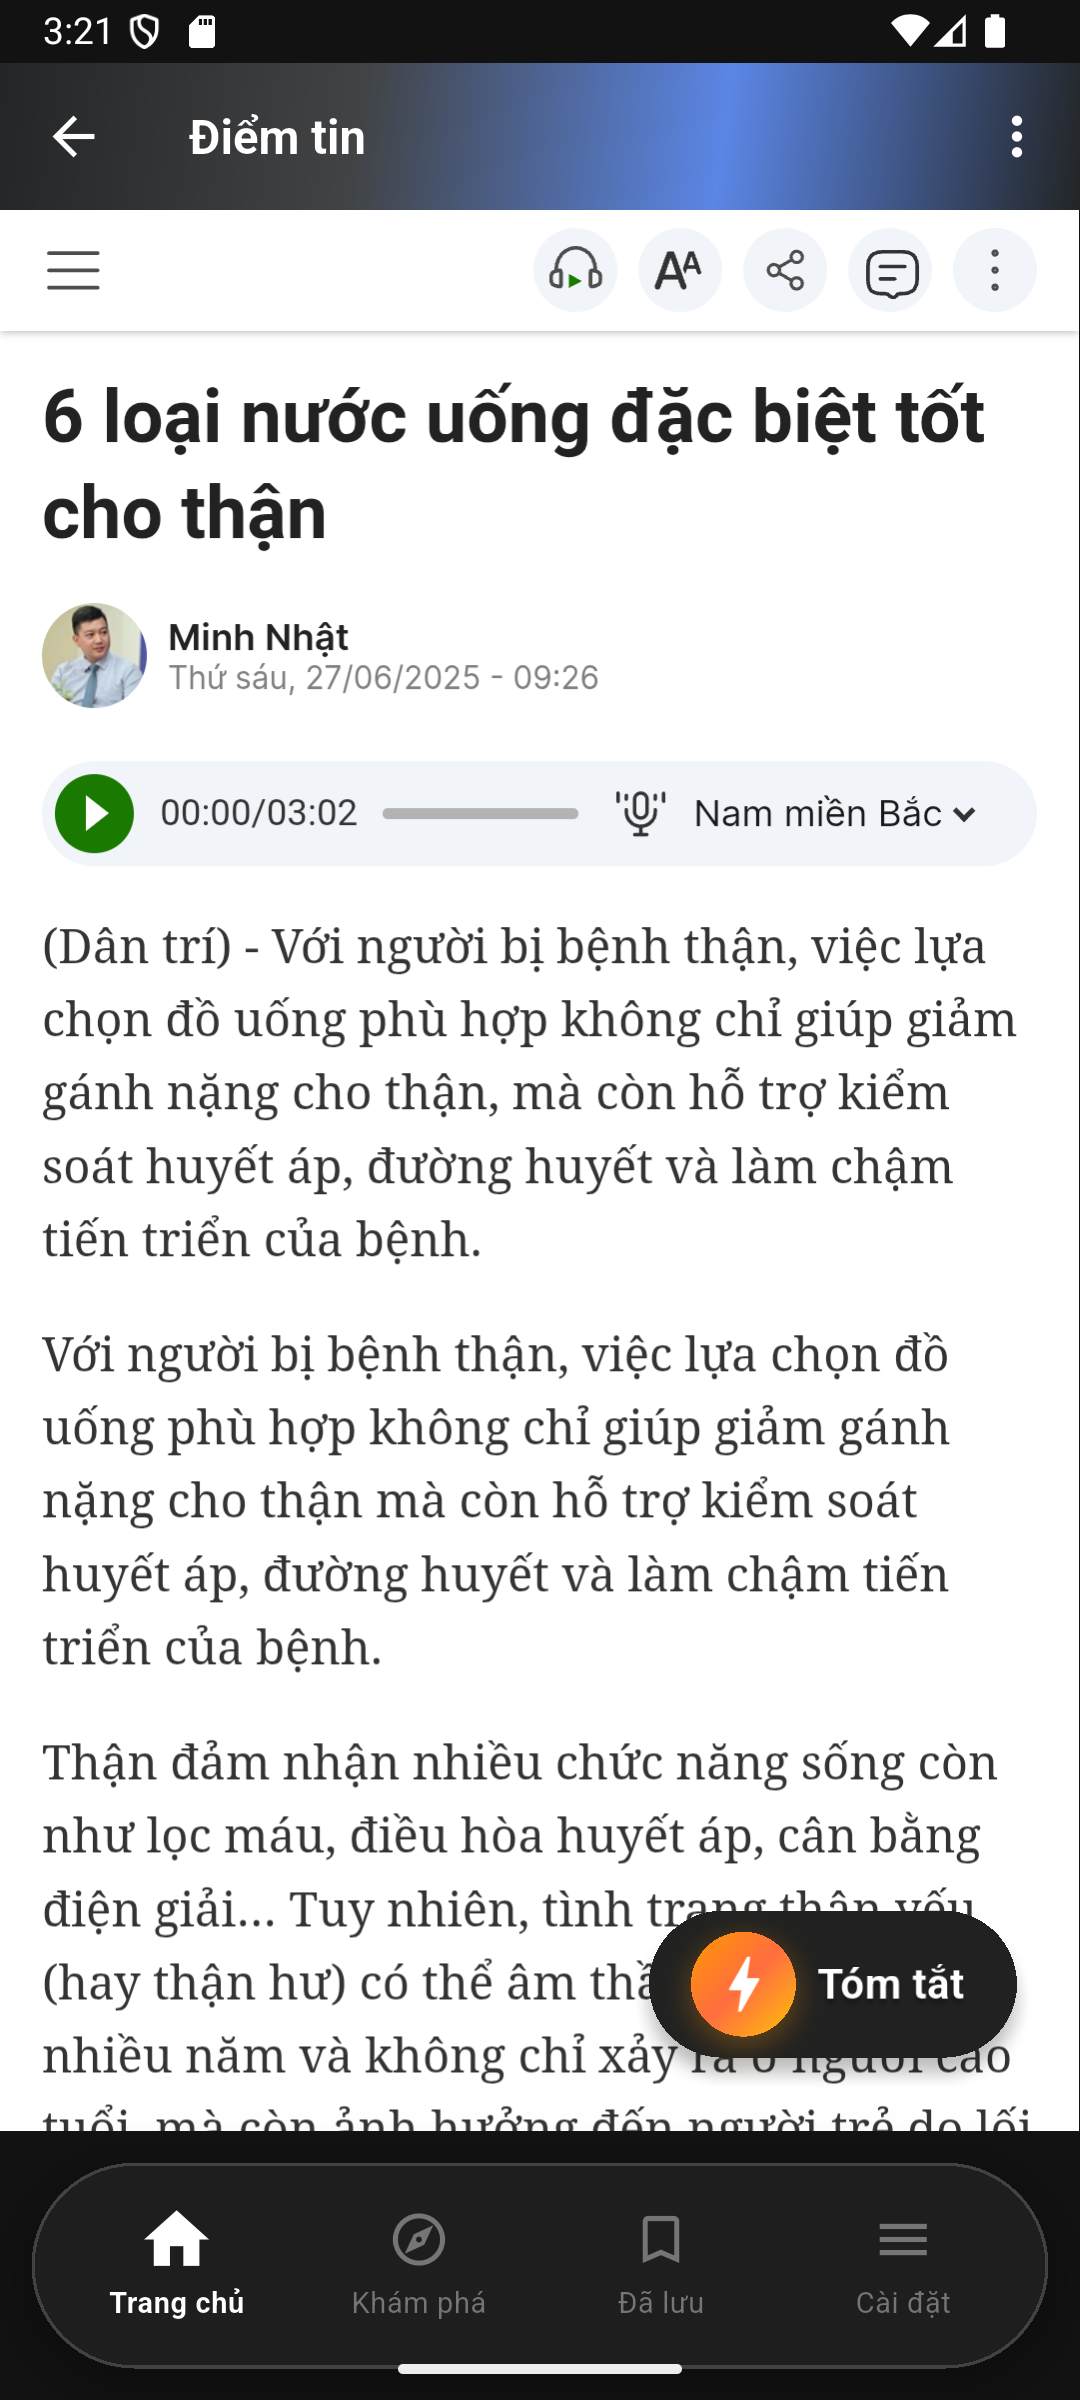 3:21
Điểm tin
6 loại nước uống đặc biệt tốt
cho thận
Minh Nhật
Thứ sáu, 27/06/2025 - 09:26
00:00/03:02
Nam miền Bắc
(Dân trí) - Với người bị bệnh thận, việc lựa
chọn đồ uống phù hợp không chỉ giúp giảm
gánh nặng cho thận, mà còn hỗ trợ kiểm
soát huyết áp, đường huyết và làm chậm
tiến triển của bệnh.
Với người bị bệnh thận, việc lựa chọn đồ
uống phù hợp không chỉ giúp giảm gánh
nặng cho thận mà còn hỗ trợ kiểm soát
huyết áp, đường huyết và làm chậm tiến
triển của bệnh.
Thận đảm nhận nhiều chức năng sống còn
như lọc máu, điều hòa huyết áp, cân bằng
điện giải... Tuy nhiên, tình trạng thận yếu
(hay thận hư) có thể âm
nhiều năm và không chỉ xảy ra ở người cao
tuổi, mà còn ảnh hưởng đến người trẻ do lối
Tóm tắt
Trang chủ
Khám phá
Đã lưu
Cài đặt